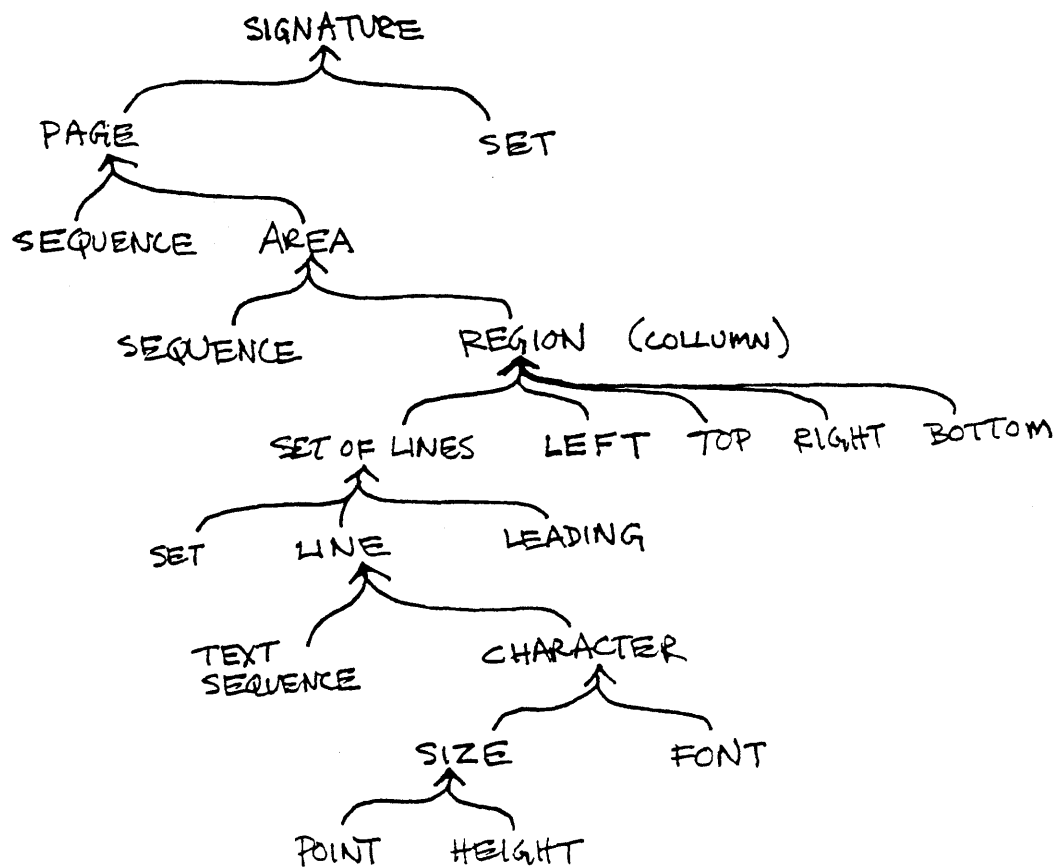 SIGNATURE
PAGE SET
SEQUENCE AREA
SEQUENCE REGION (COLLUMN)
SET OF LINES LEFT TOP RIGHT BOTTOM
SET LINE LEADING
TEXT CHARACTER
SEQUENCE
SIZE FONT
POINT HEIGHT